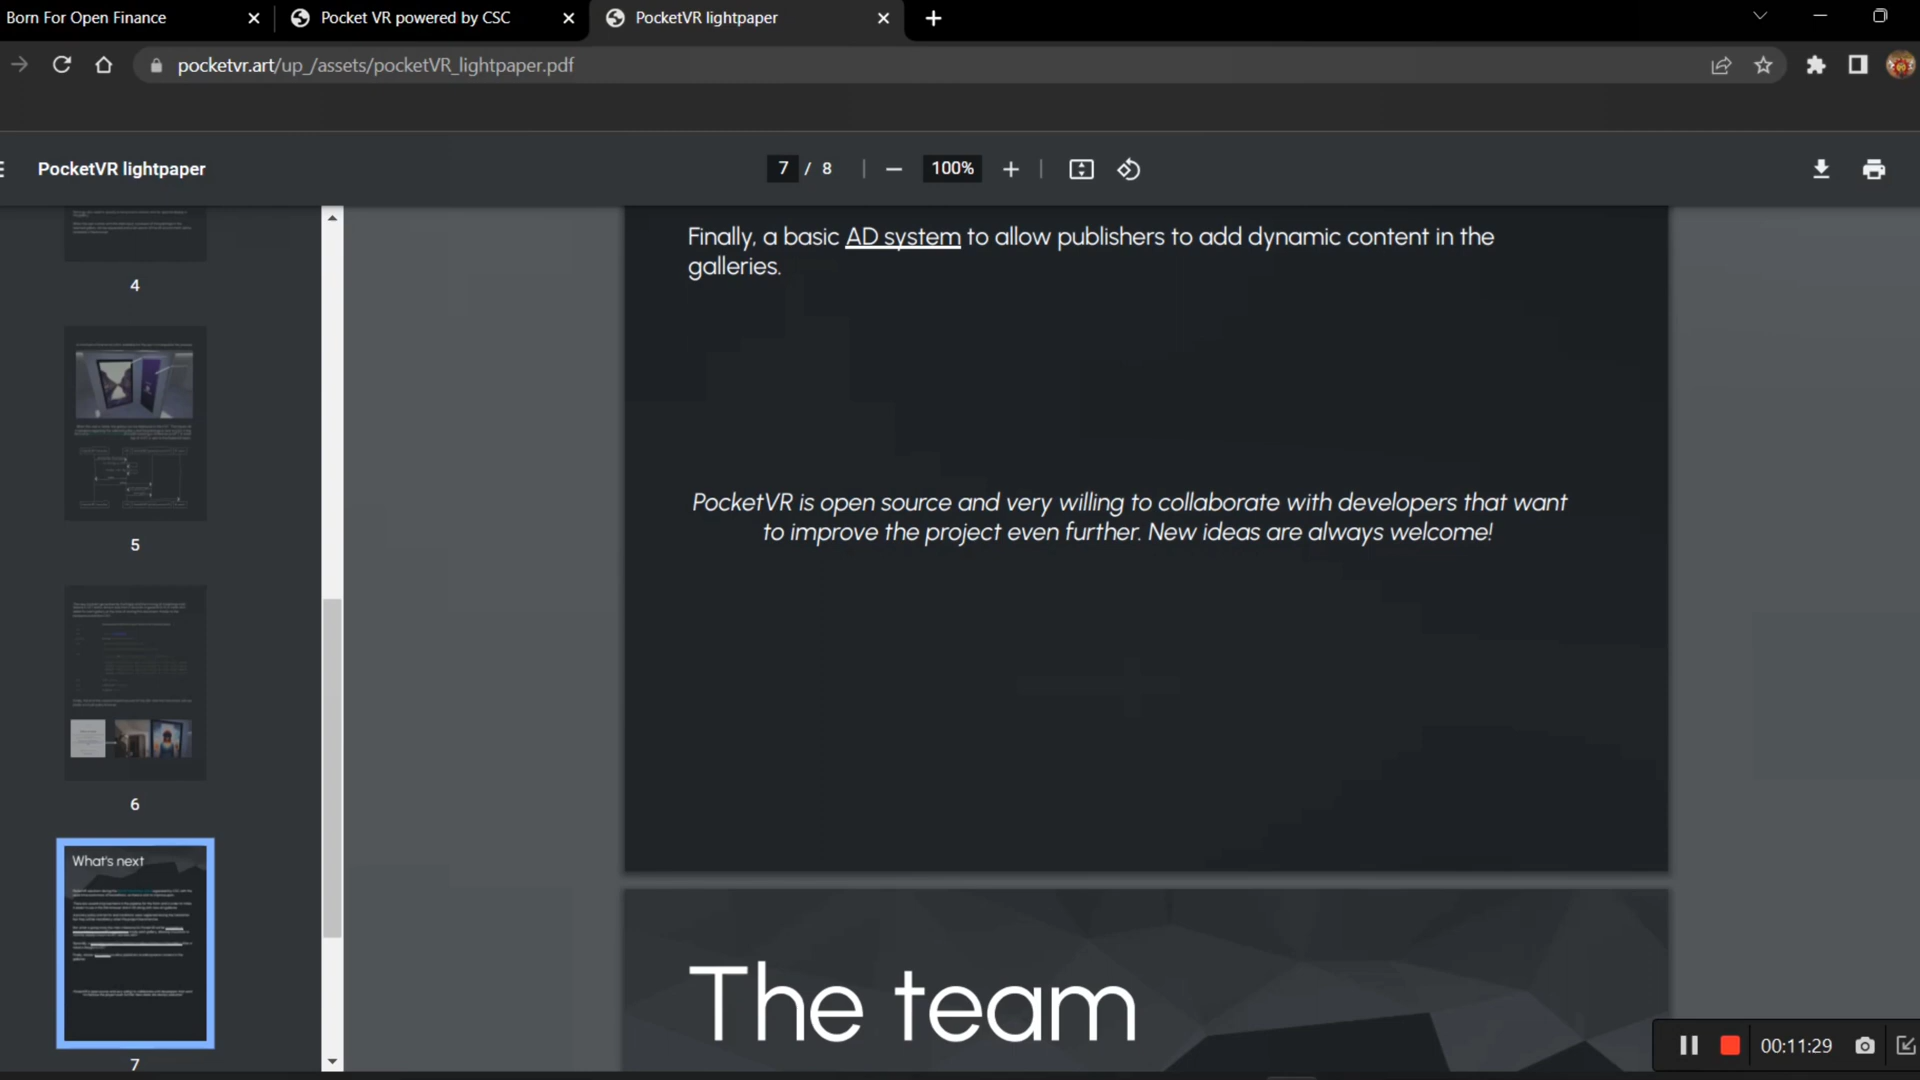 Born For Open Finance
Pocket VR powered by CSC
PocketVR lightpaper
pocketvr.art/up_/assets/pocketVR_lightpaper.pdf
PocketVR lightpaper
7 / 8
100%
4
5
6
What's next
7
Finally, a basic AD system to allow publishers to add dynamic content in the
galleries.
PocketVR is open source and very willing to collaborate with developers that want
to improve the project even further. New ideas are always welcome!
The team
00:11:29